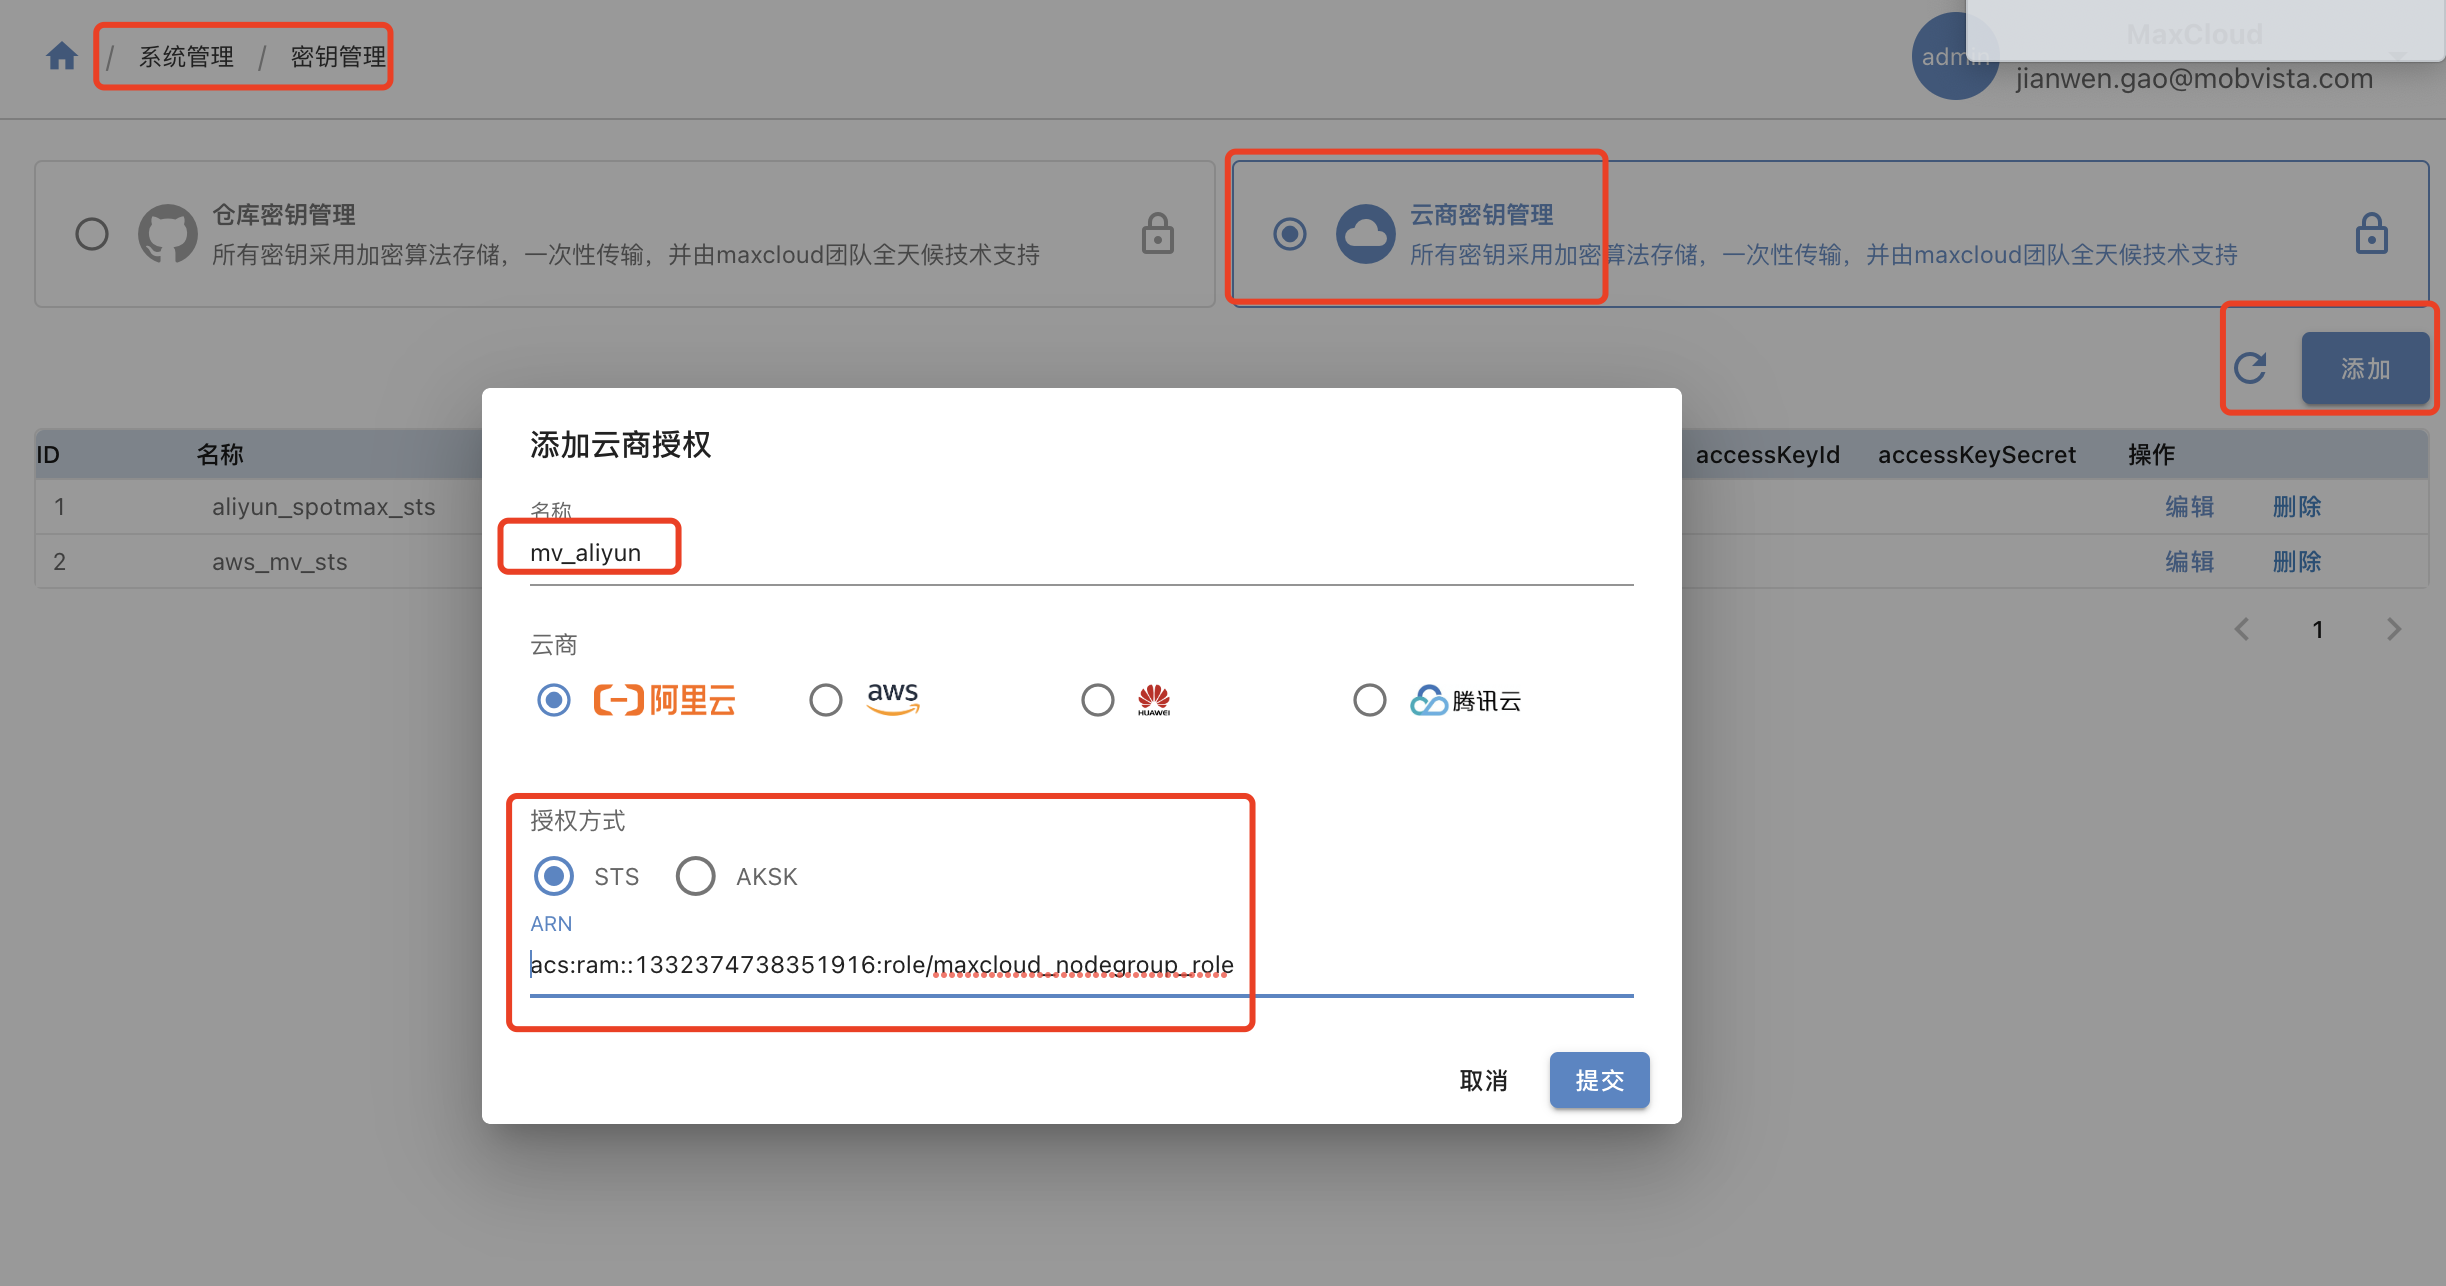 / 系统管理 / 密钥管理
admin
MaxCloud
jianwen.gao@mobvista.com
仓库密钥管理
所有密钥采用加密算法存储，一次性传输，并由maxcloud团队全天候技术支持
云商密钥管理
所有密钥采用加密算法存储，一次性传输，并由maxcloud团队全天候技术支持
添加
ID 名称 accessKeyId accessKeySecret 操作
1 aliyun_spotmax_sts 编辑 删除
2 aws_mv_sts 编辑 删除
1
添加云商授权
名称
mv_aliyun
云商
阿里云 aws HUAWEI 腾讯云
授权方式
STS AKSK
ARN
acs:ram::1332374738351916:role/maxcloud_nodegroup_role
取消 提交